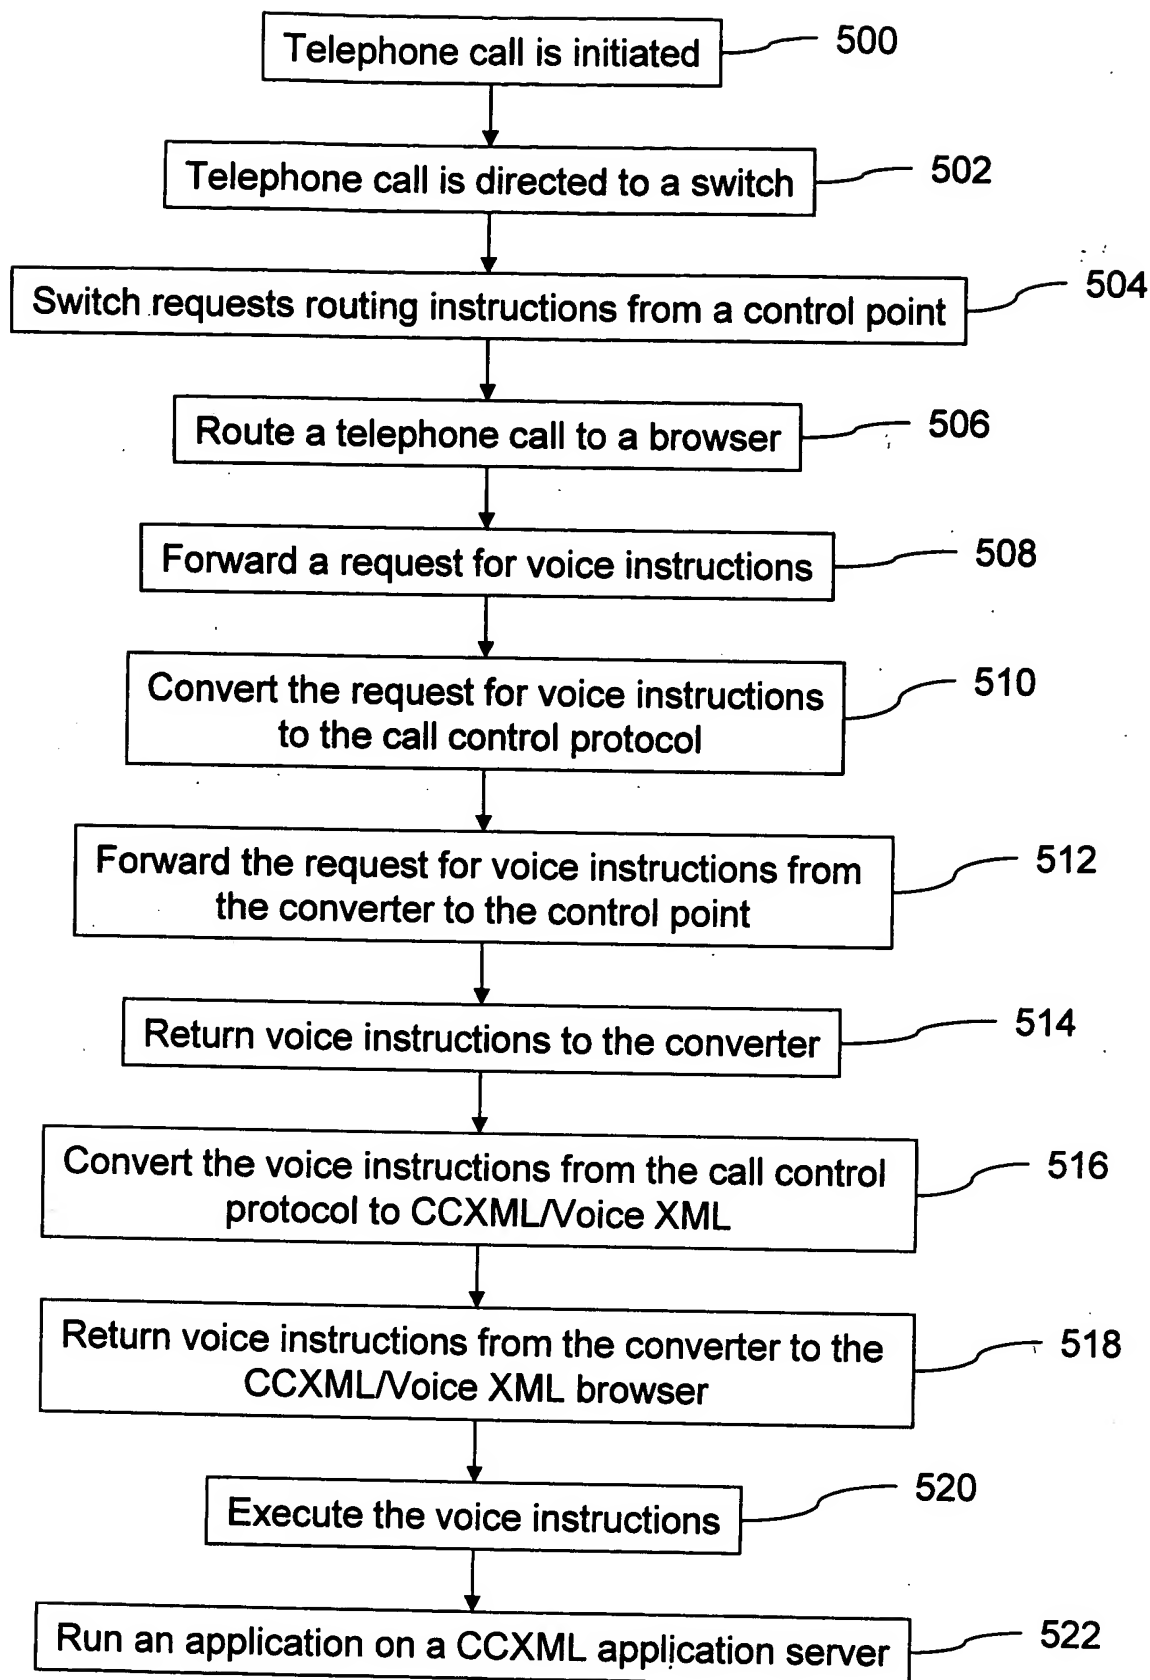 Telephone call is initiated
500
Telephone call is directed to a switch
502
Switch requests routing instructions from a control point
504
Route a telephone call to a browser
506
Forward a request for voice instructions
508
Convert the request for voice instructions
to the call control protocol
510
Forward the request for voice instructions from
the converter to the control point
512
Return voice instructions to the converter
514
Convert the voice instructions from the call control
protocol to CCXML/Voice XML
516
Return voice instructions from the converter to the
CCXML/Voice XML browser
518
Execute the voice instructions
520
Run an application on a CCXML application server
522